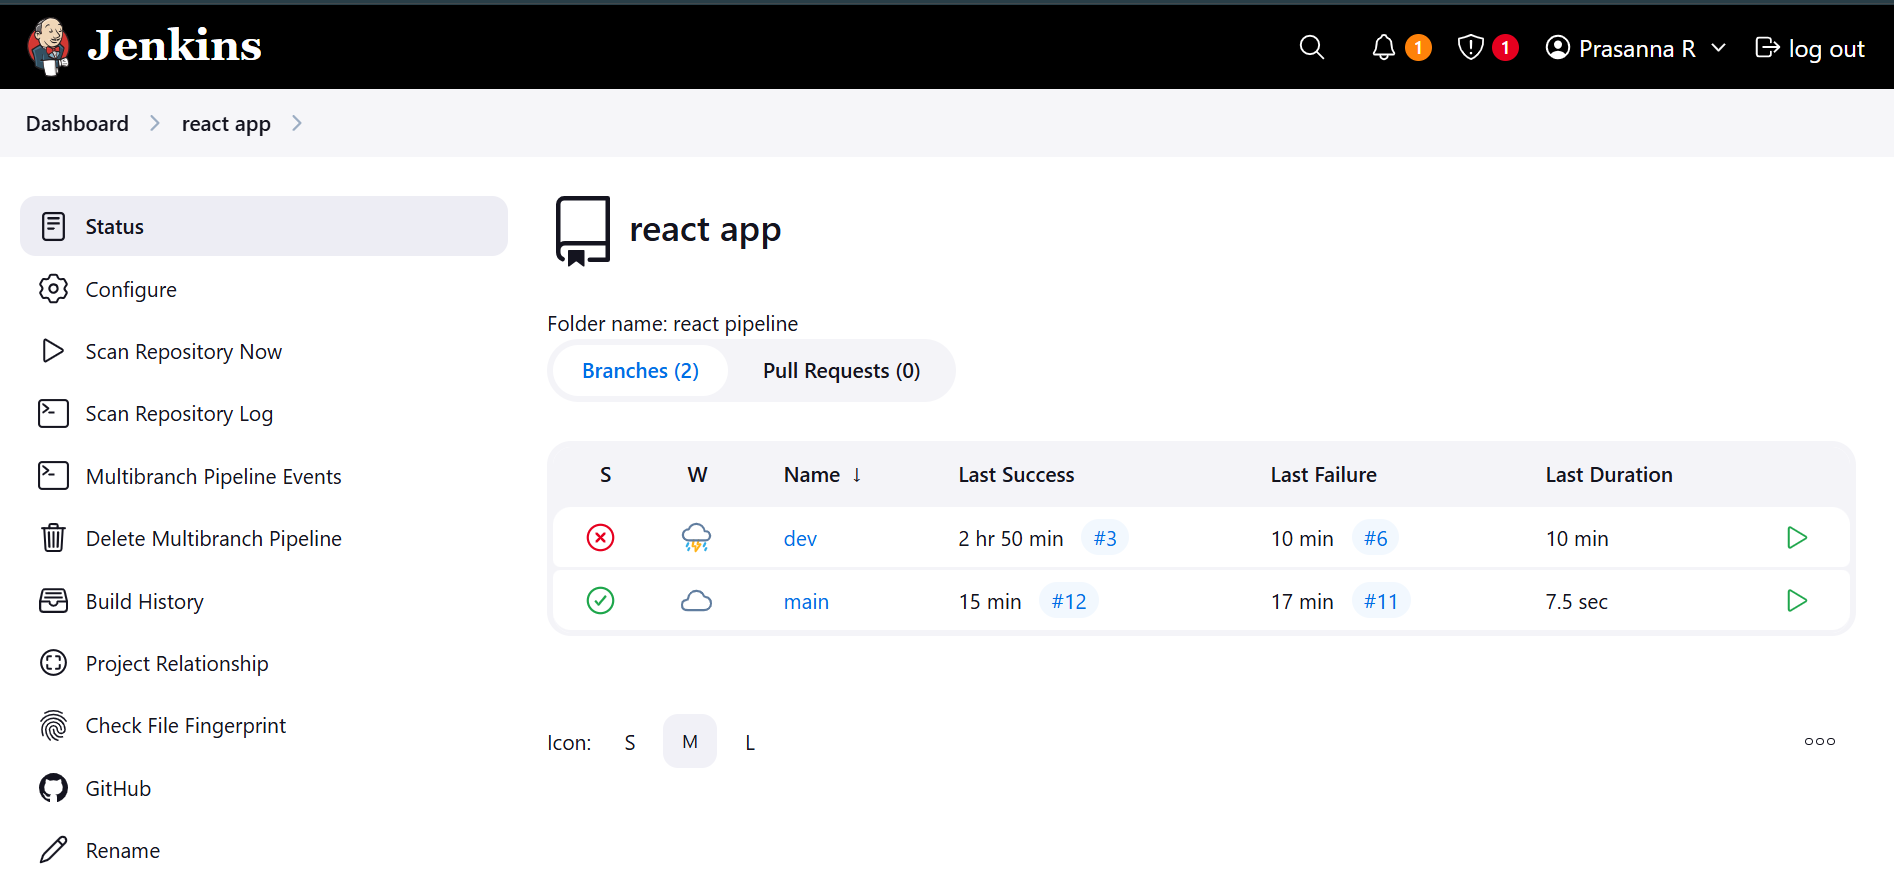 Jenkins
1
1
Prasanna R
log out
Dashboard
react app
Status
Configure
Scan Repository Now
Scan Repository Log
Multibranch Pipeline Events
Delete Multibranch Pipeline
Build History
Project Relationship
Check File Fingerprint
GitHub
Rename
react app
Folder name: react pipeline
Branches (2) Pull Requests (0)
S W Name ↓ Last Success Last Failure Last Duration
dev 2 hr 50 min #3 10 min #6 10 min
main 15 min #12 17 min #11 7.5 sec
Icon: S M L